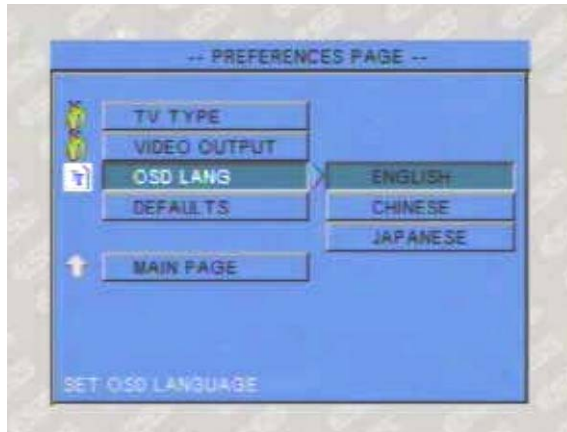 -- PREFERENCES PAGE --
TV TYPE
VIDEO OUTPUT
OSD LANG
ENGLISH
DEFAULTS
CHINESE
JAPANESE
MAIN PAGE
SET OSD LANGUAGE